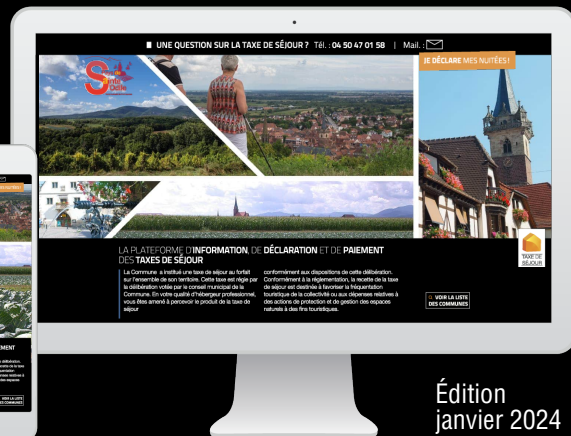 UNE QUESTION SUR LA TAXE DE SÉJOUR ? Tél. : 04 50 47 01 58 | Mail. :
JE DÉCLARE MES NUITÉES !
LA PLATEFORME D'INFORMATION, DE DÉCLARATION ET DE PAIEMENT
DES TAXES DE SÉJOUR
La Commune a institué une taxe de séjour au forfait
sur l'ensemble de son territoire. Cette taxe est régie par
la délibération votée par le conseil municipal de la
Commune. En votre qualité d'hébergeur professionnel,
vous êtes amené à percevoir le produit de la taxe de
séjour
conformément aux dispositions de cette délibération.
Conformément à la réglementation, la recette de la taxe
de séjour est destinée à favoriser la fréquentation
touristique de la collectivité ou aux dépenses relatives à
des actions de protection et de gestion des espaces
naturels à des fins touristiques.
TAXE DE
SÉJOUR
VOIR LA LISTE
DES COMMUNES
VOIR LA LISTE
DES COMMUNES
Édition
janvier 2024